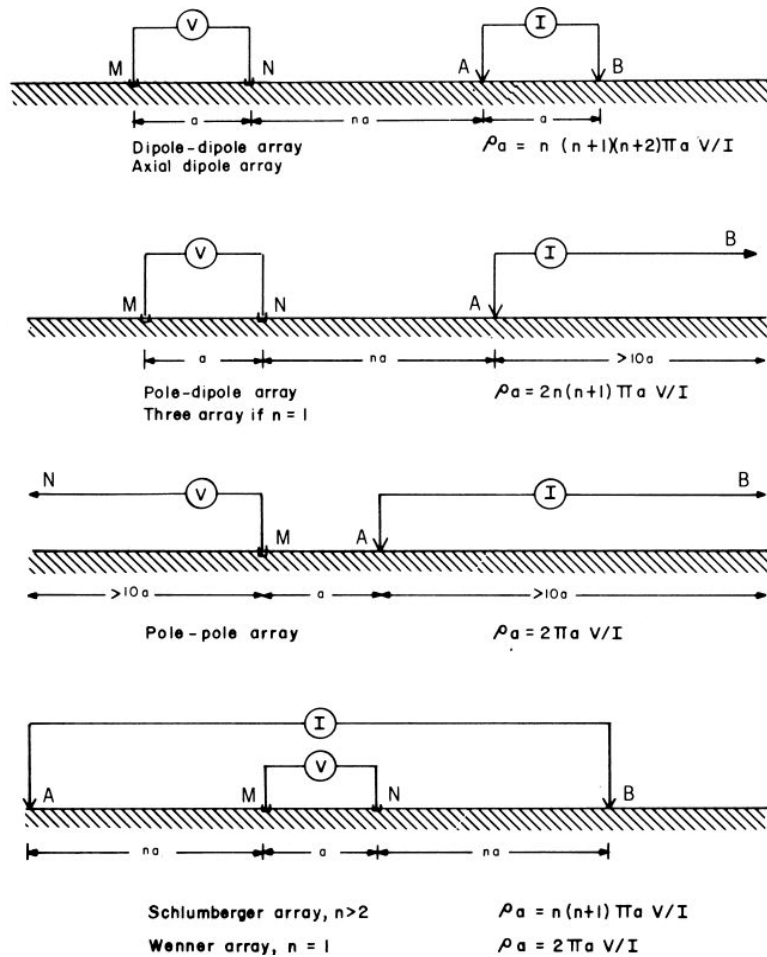 V I
M N A B
a na a
Dipole-dipole array ρa = n (n+1)(n+2)πa V/I
Axial dipole array
V I B
M N A
a na >10a
Pole-dipole array ρa = 2n(n+1) πa V/I
Three array if n = 1
N V I B
M A
>10a a >10a
Pole-pole array ρa = 2πa V/I
I
V
A M N B
na a na
Schlumberger array, n>2 ρa = n(n+1) πa V/I
Wenner array, n = 1 ρa = 2πa V/I